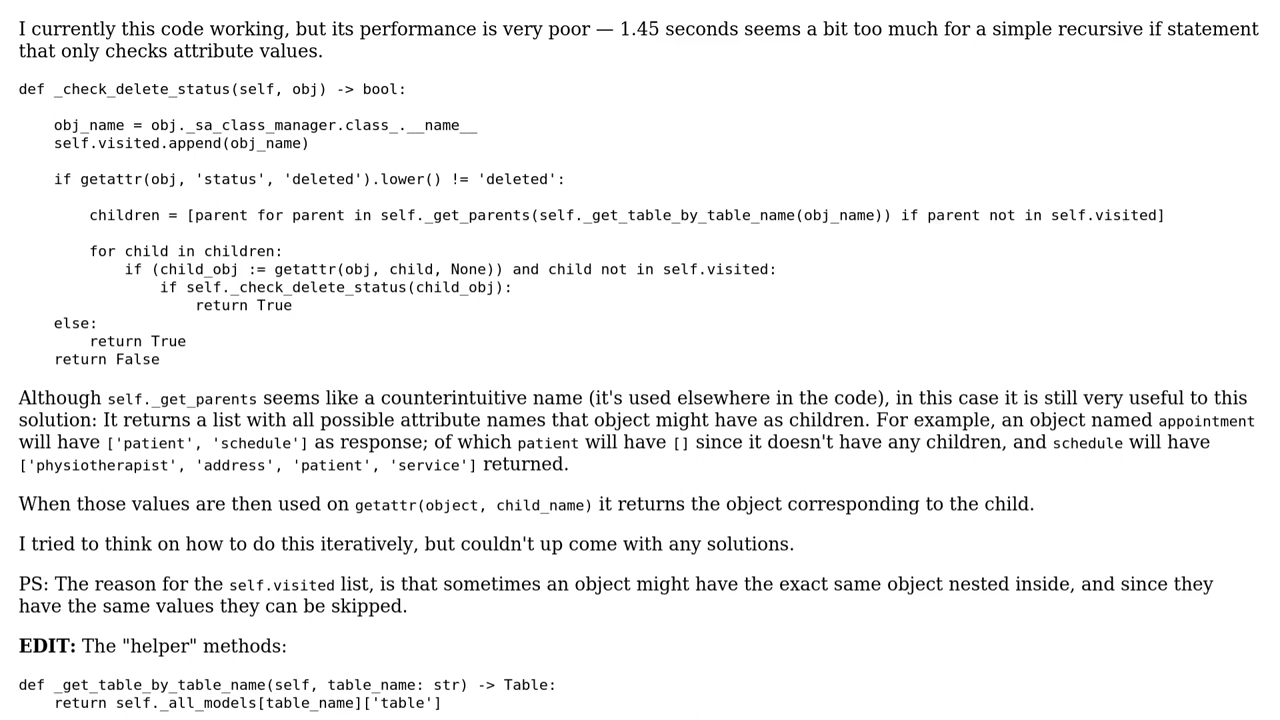 I currently this code working, but its performance is very poor — 1.45 seconds seems a bit too much for a simple recursive if statement
that only checks attribute values.
def _check_delete_status(self, obj) -> bool:
    obj_name = obj._sa_class_manager.class_.__name__
    self.visited.append(obj_name)
    if getattr(obj, 'status', 'deleted').lower() != 'deleted':
        children = [parent for parent in self._get_parents(self._get_table_by_table_name(obj_name)) if parent not in self.visited]
        for child in children:
            if (child_obj := getattr(obj, child, None)) and child not in self.visited:
                if self._check_delete_status(child_obj):
                    return True
    else:
        return True
    return False
Although self._get_parents seems like a counterintuitive name (it's used elsewhere in the code), in this case it is still very useful to this
solution: It returns a list with all possible attribute names that object might have as children. For example, an object named appointment
will have ['patient', 'schedule'] as response; of which patient will have [] since it doesn't have any children, and schedule will have
['physiotherapist', 'address', 'patient', 'service'] returned.
When those values are then used on getattr(object, child_name) it returns the object corresponding to the child.
I tried to think on how to do this iteratively, but couldn't up come with any solutions.
PS: The reason for the self.visited list, is that sometimes an object might have the exact same object nested inside, and since they
have the same values they can be skipped.
EDIT: The "helper" methods:
def _get_table_by_table_name(self, table_name: str) -> Table:
    return self._all_models[table_name]['table']